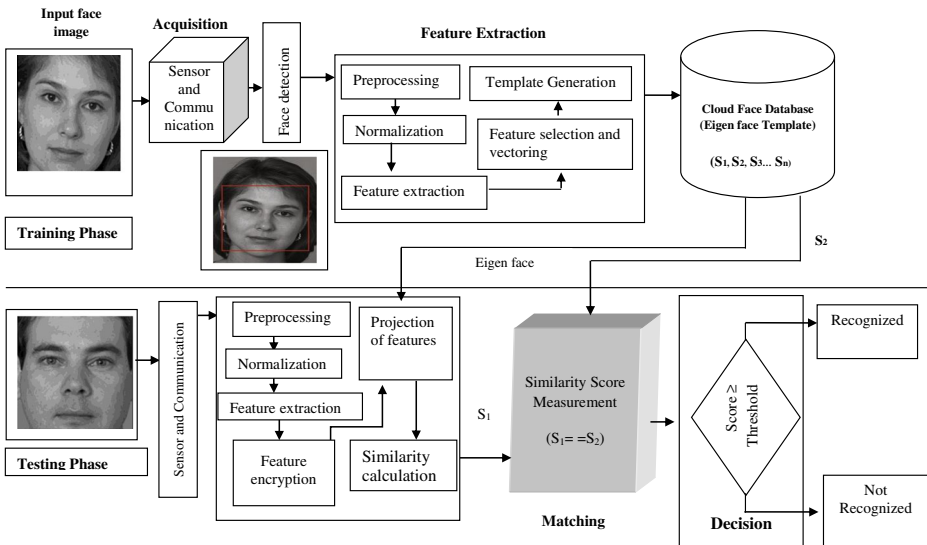 Input face
image
Acquisition
Sensor
and
Commu
nication
Face detection
Feature Extraction
Preprocessing
Normalization
Feature extraction
Template Generation
Feature selection and
vectoring
Cloud Face Database
(Eigen face Template)
(S1, S2, S3... Sn)
Training Phase
Eigen face
S2
Testing Phase
Sensor and Communication
Preprocessing
Normalization
Feature extraction
Feature
encryption
Projection
of features
Similarity
calculation
S1
Similarity Score
Measurement
(S1= =S2)
Matching
Score ≥
Threshold
Decision
Recognized
Not
Recognized